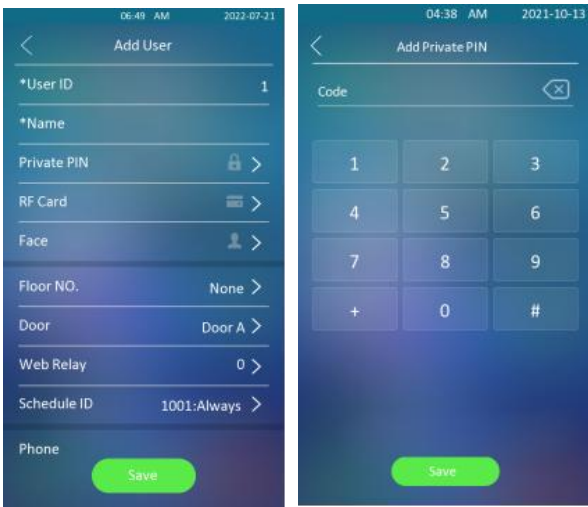 06:49 AM 2022-07-21
Add User
*User ID 1
*Name
Private PIN
RF Card
Face
Floor NO. None
Door Door A
Web Relay 0
Schedule ID 1001:Always
Phone
Save
04:38 AM 2021-10-13
Add Private PIN
Code
1 2 3
4 5 6
7 8 9
+ 0 #
Save